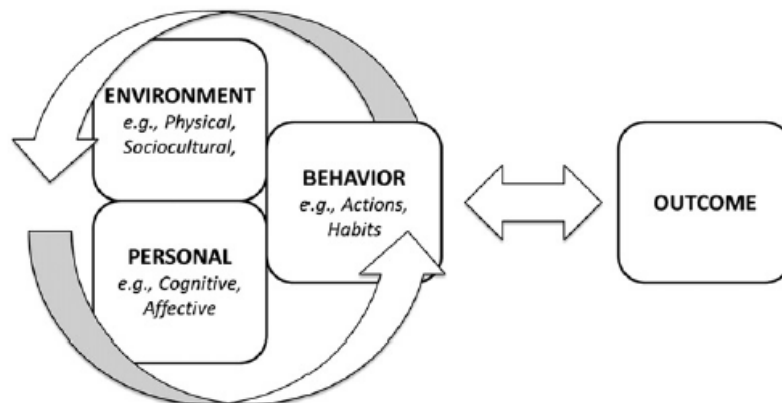 ENVIRONMENT
e.g., Physical,
Sociocultural,
BEHAVIOR
e.g., Actions,
Habits
PERSONAL
e.g., Cognitive,
Affective
OUTCOME